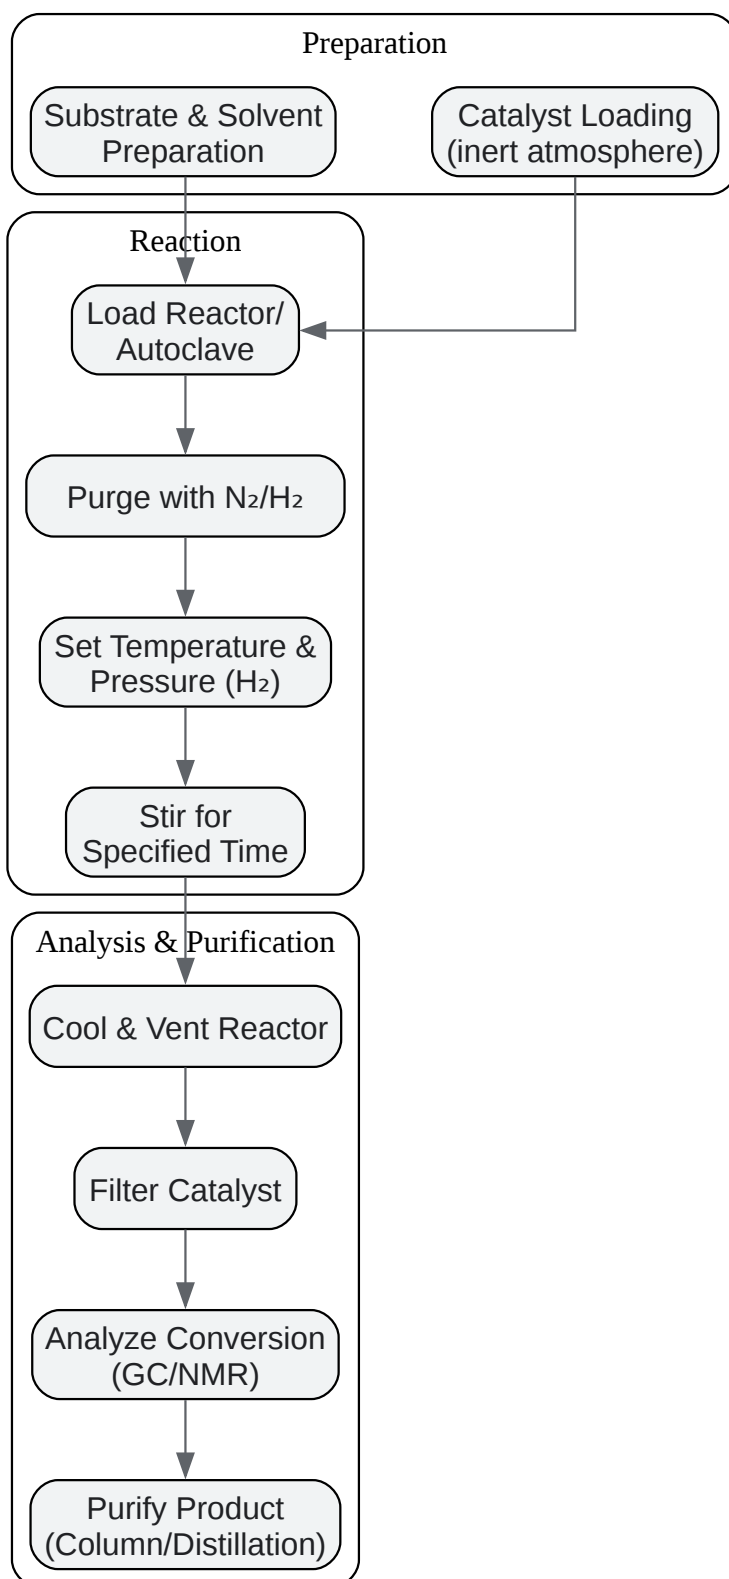 Preparation
Substrate & Solvent
Preparation
Catalyst Loading
(inert atmosphere)
Reaction
Load Reactor/
Autoclave
Purge with N₂/H₂
Set Temperature &
Pressure (H₂)
Stir for
Specified Time
Analysis & Purification
Cool & Vent Reactor
Filter Catalyst
Analyze Conversion
(GC/NMR)
Purify Product
(Column/Distillation)